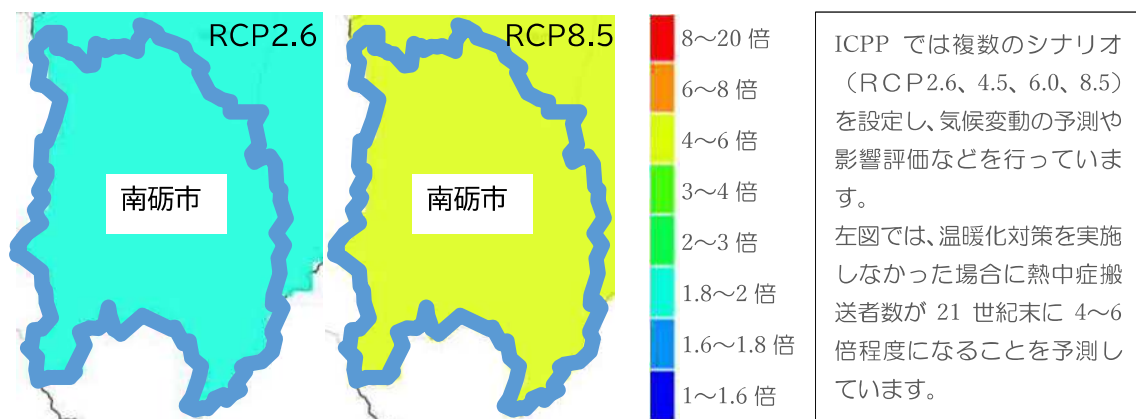 RCP2.6
南砺市
RCP8.5
南砺市
8～20 倍
6～8 倍
4～6 倍
3～4 倍
2～3 倍
1.8～2 倍
1.6～1.8 倍
1～1.6 倍
ICPP では複数のシナリオ
（ＲＣＰ2.6、4.5、6.0、8.5）
を設定し、気候変動の予測や
影響評価などを行っていま
す。
左図では、温暖化対策を実施
しなかった場合に熱中症搬
送者数が 21 世紀末に 4～6
倍程度になることを予測し
ています。